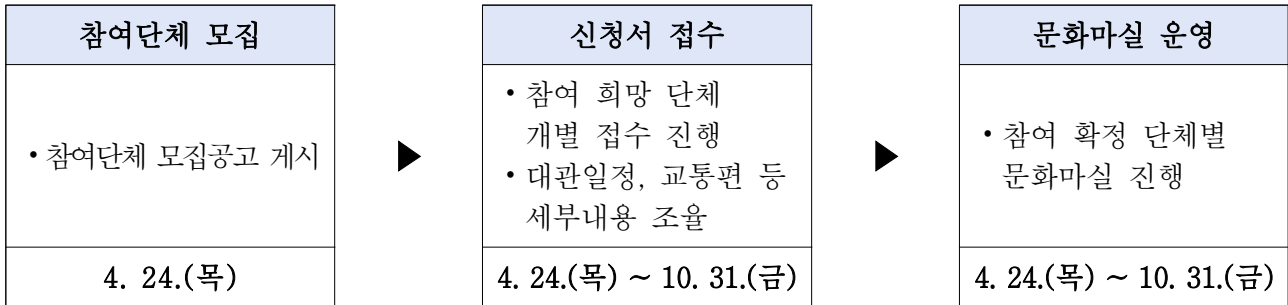 참여단체 모집
• 참여단체 모집공고 게시
4. 24.(목)
▶
신청서 접수
• 참여 희망 단체
개별 접수 진행
• 대관일정, 교통편 등
세부내용 조율
4. 24.(목) ~ 10. 31.(금)
▶
문화마실 운영
• 참여 확정 단체별
문화마실 진행
4. 24.(목) ~ 10. 31.(금)